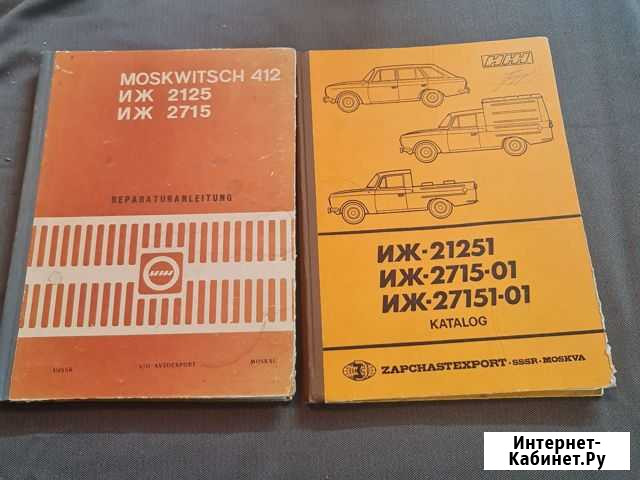 MOSKWITSCH 412
ИЖ 2125
ИЖ 2715
REPARATURANLEITUNG
UdSSR V/O AVTOEXPORT MOSKAU
ИЖ-21251
ИЖ-2715-01
ИЖ-27151-01
KATALOG
ZAPCHASTEXPORT · SSSR · MOSKVA
Интернет-
Кабинет.Ру